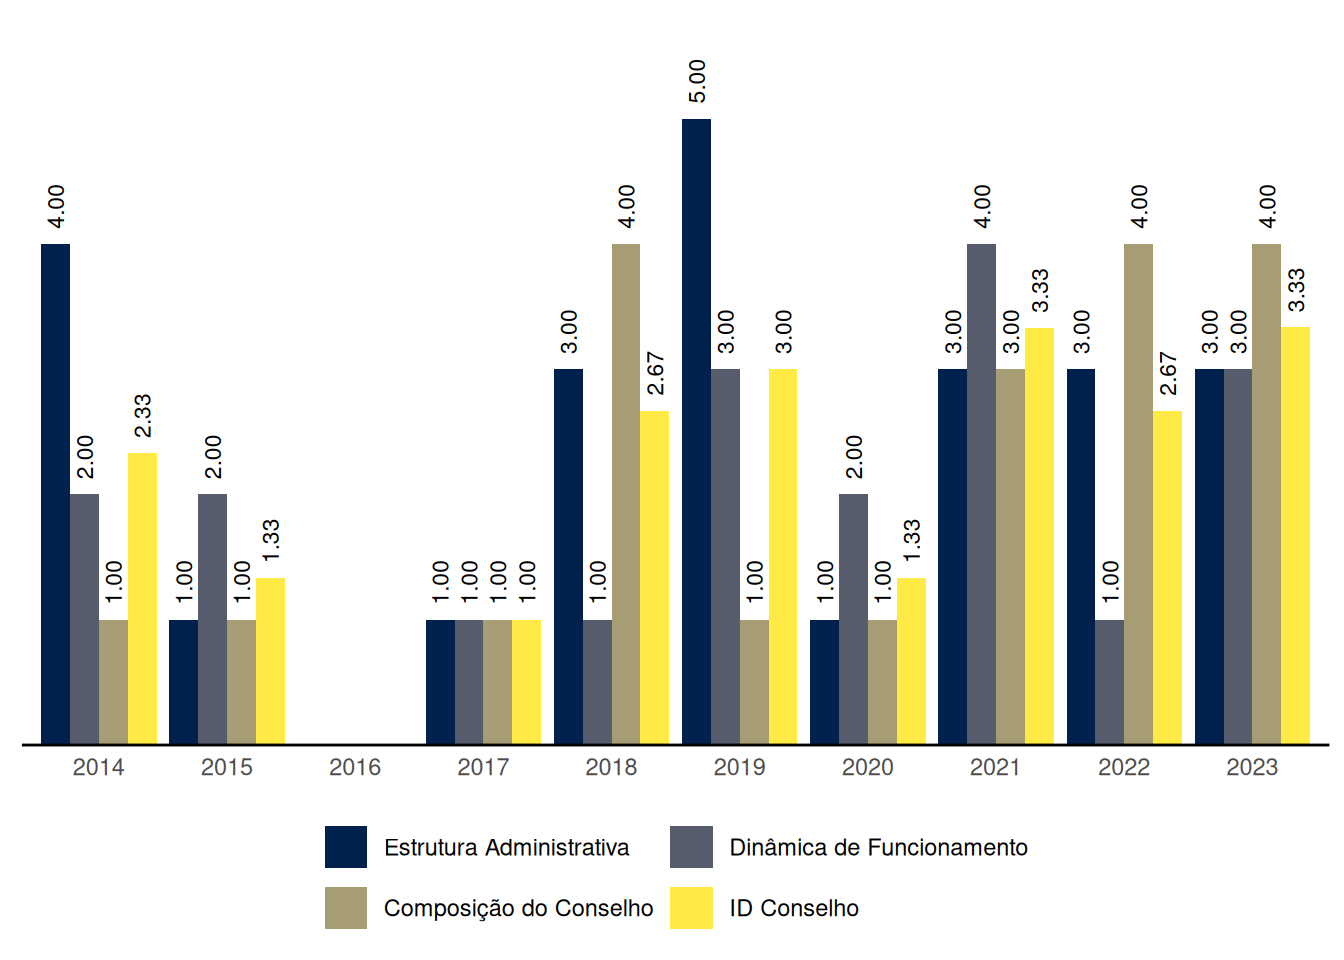 5.00
4.00 4.00 4.00 4.00 4.00
3.00 3.00 3.00 3.00 3.00 3.33 3.00 3.00 3.00 3.33
2.33 2.00 2.00 2.67 2.00 2.67
1.00 1.00 1.00 1.33 1.00 1.00 1.00 1.00 1.00 1.00 1.00 1.00 1.33 1.00
2014 2015 2016 2017 2018 2019 2020 2021 2022 2023
Estrutura Administrativa Dinâmica de Funcionamento
Composição do Conselho ID Conselho